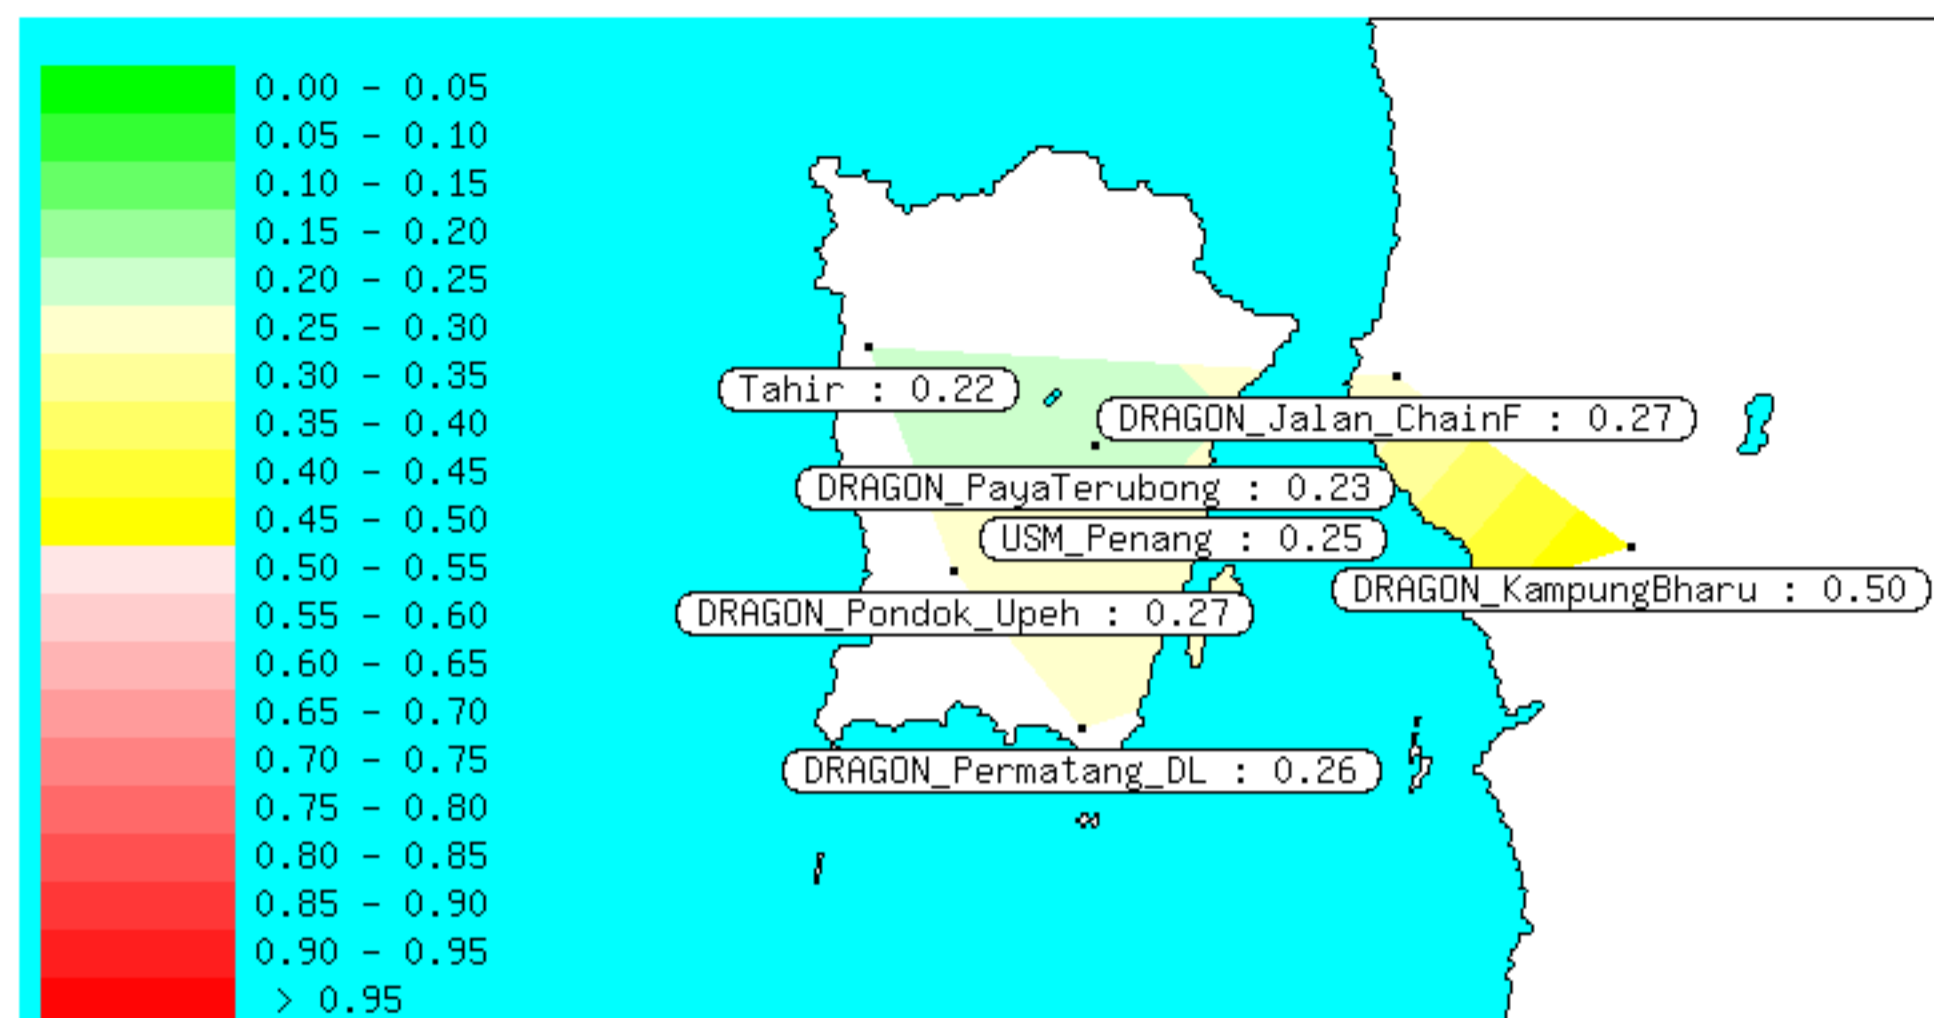 0.00 - 0.05
0.05 - 0.10
0.10 - 0.15
0.15 - 0.20
0.20 - 0.25
0.25 - 0.30
0.30 - 0.35
0.35 - 0.40
0.40 - 0.45
0.45 - 0.50
0.50 - 0.55
0.55 - 0.60
0.60 - 0.65
0.65 - 0.70
0.70 - 0.75
0.75 - 0.80
0.80 - 0.85
0.85 - 0.90
0.90 - 0.95
> 0.95
Tahir : 0.22
DRAGON_Jalan_ChainF : 0.27
DRAGON_PayaTerubong : 0.23
USM_Penang : 0.25
DRAGON_KampungBharu : 0.50
DRAGON_Pondok_Upeh : 0.27
DRAGON_Permatang_DL : 0.26